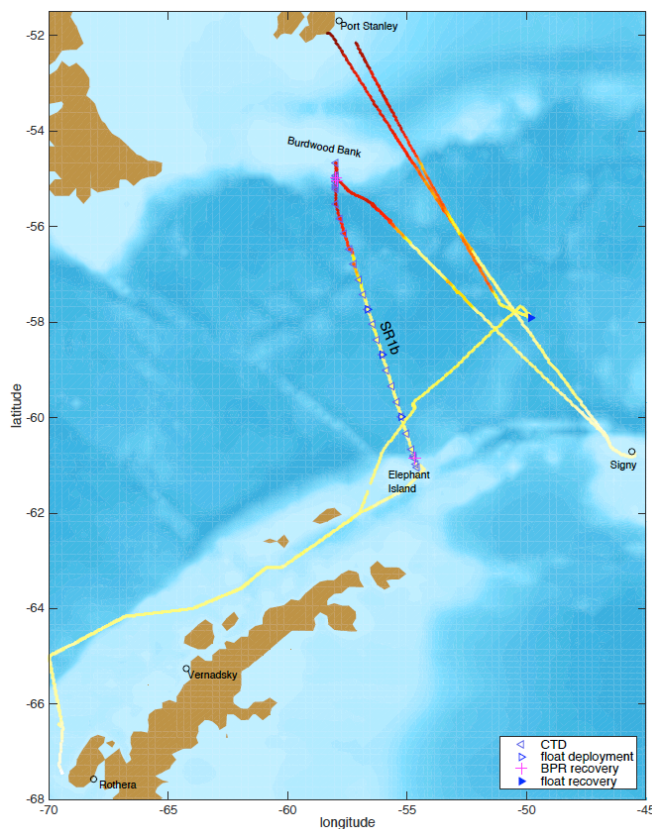 -52
-54
-56
-58
-60
-62
-64
-66
-68
latitude
Port Stanley
Burdwood Bank
SR1b
Elephant
Island
Signy
Vernadsky
Rothera
CTD
float deployment
BPR recovery
float recovery
-70
-65
-60
-55
-50
-45
longitude